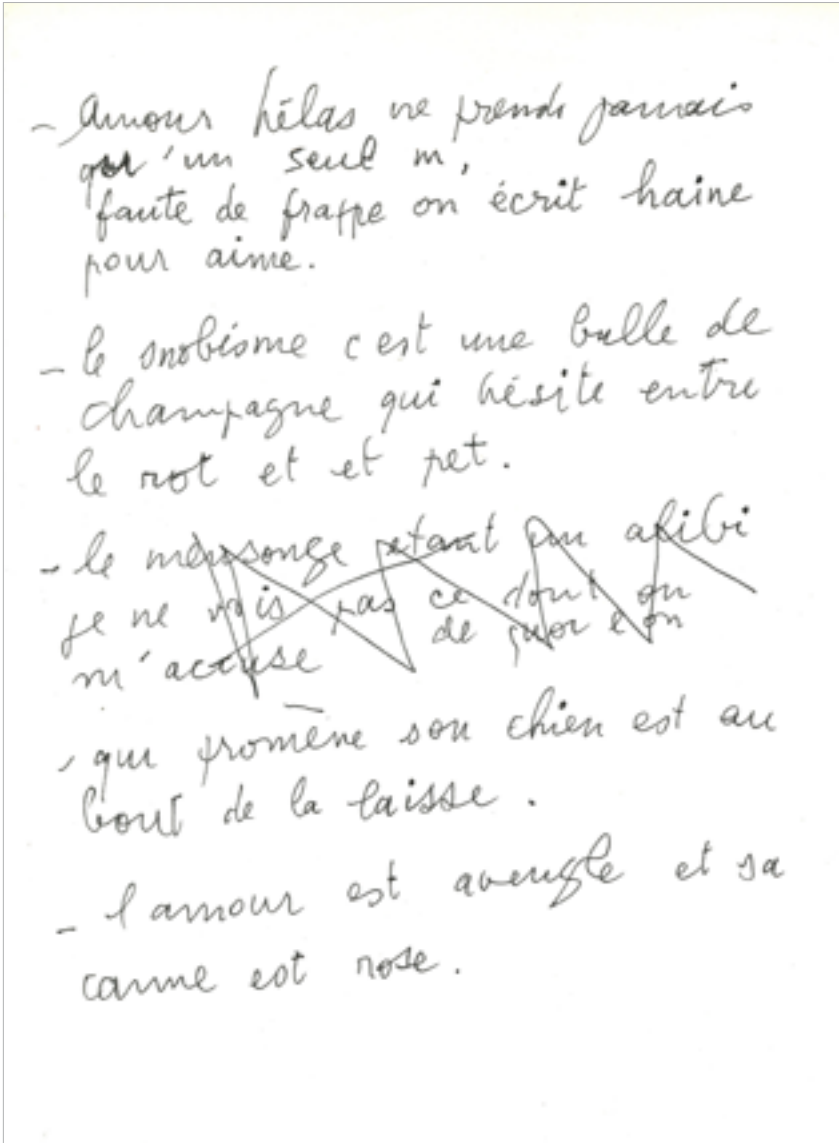 - Amour hélas ne prend jamais
qu'un seul m,
faute de frappe on écrit haine
pour aime.
- le snobisme c est une bulle de
champagne qui hésite entre
le rot et et pet.
- le mensonge etant un alibi
je ne vois pas ce dont on
de quoi l on
m'accuse
- qui promène son chien est au
bout de la laisse.
- l amour est aveugle et sa
canne est rose.